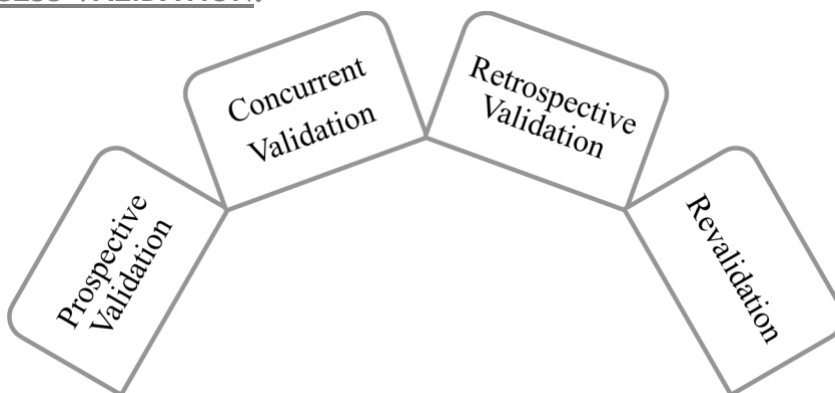 Prospective
Validation
Concurrent
Validation
Retrospective
Validation
Revalidation